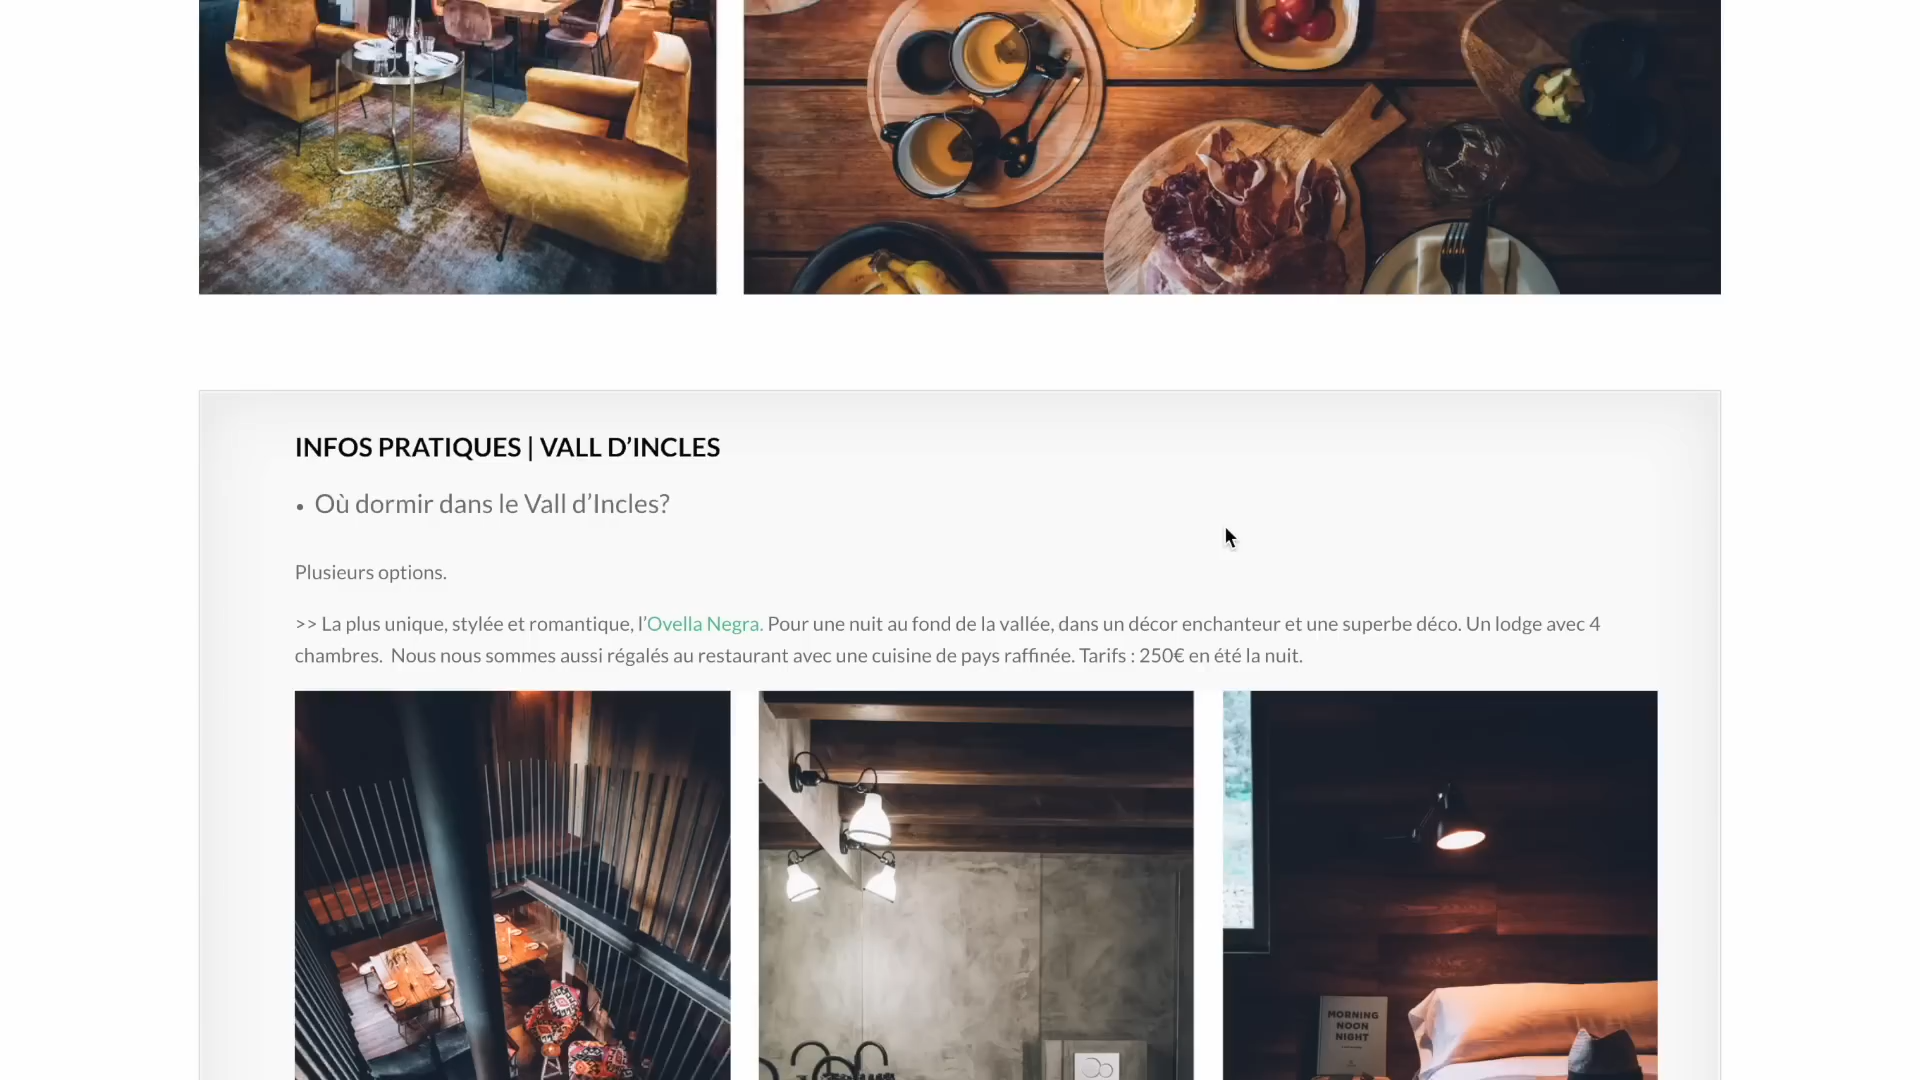 INFOS PRATIQUES | VALL D’INCLES
• Où dormir dans le Vall d’Incles?
Plusieurs options.
>> La plus unique, stylée et romantique, l’Ovella Negra. Pour une nuit au fond de la vallée, dans un décor enchanteur et une superbe déco. Un lodge avec 4
chambres.  Nous nous sommes aussi régalés au restaurant avec une cuisine de pays raffinée. Tarifs : 250€ en été la nuit.
MORNING
NOON
NIGHT